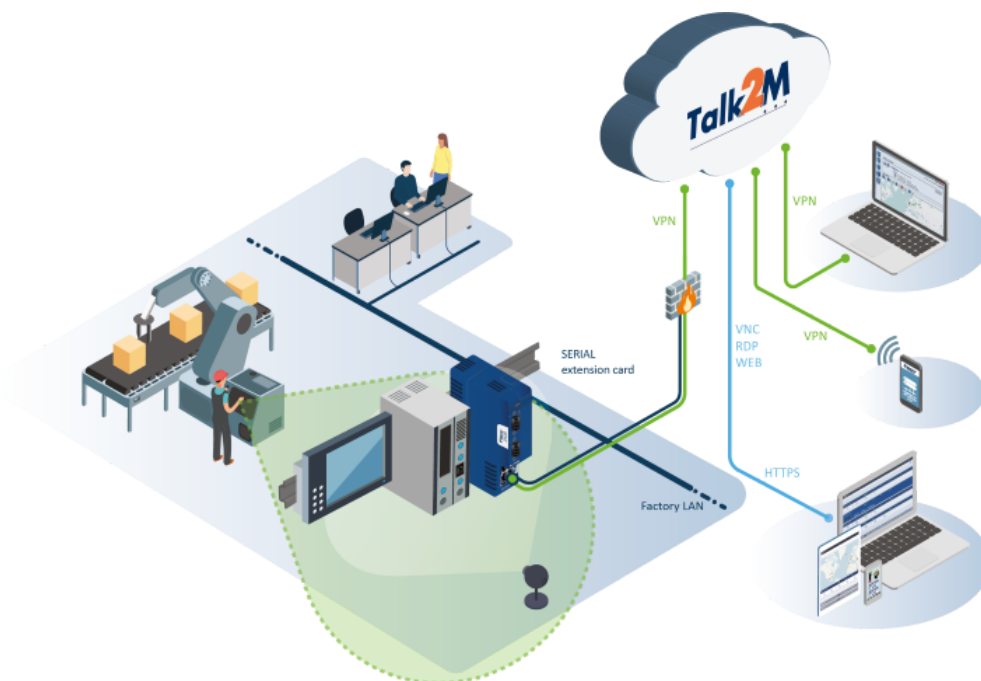 Talk2M
VPN
VPN
SERIAL
extension card
VNC
RDP
WEB
VPN
HTTPS
Factory LAN